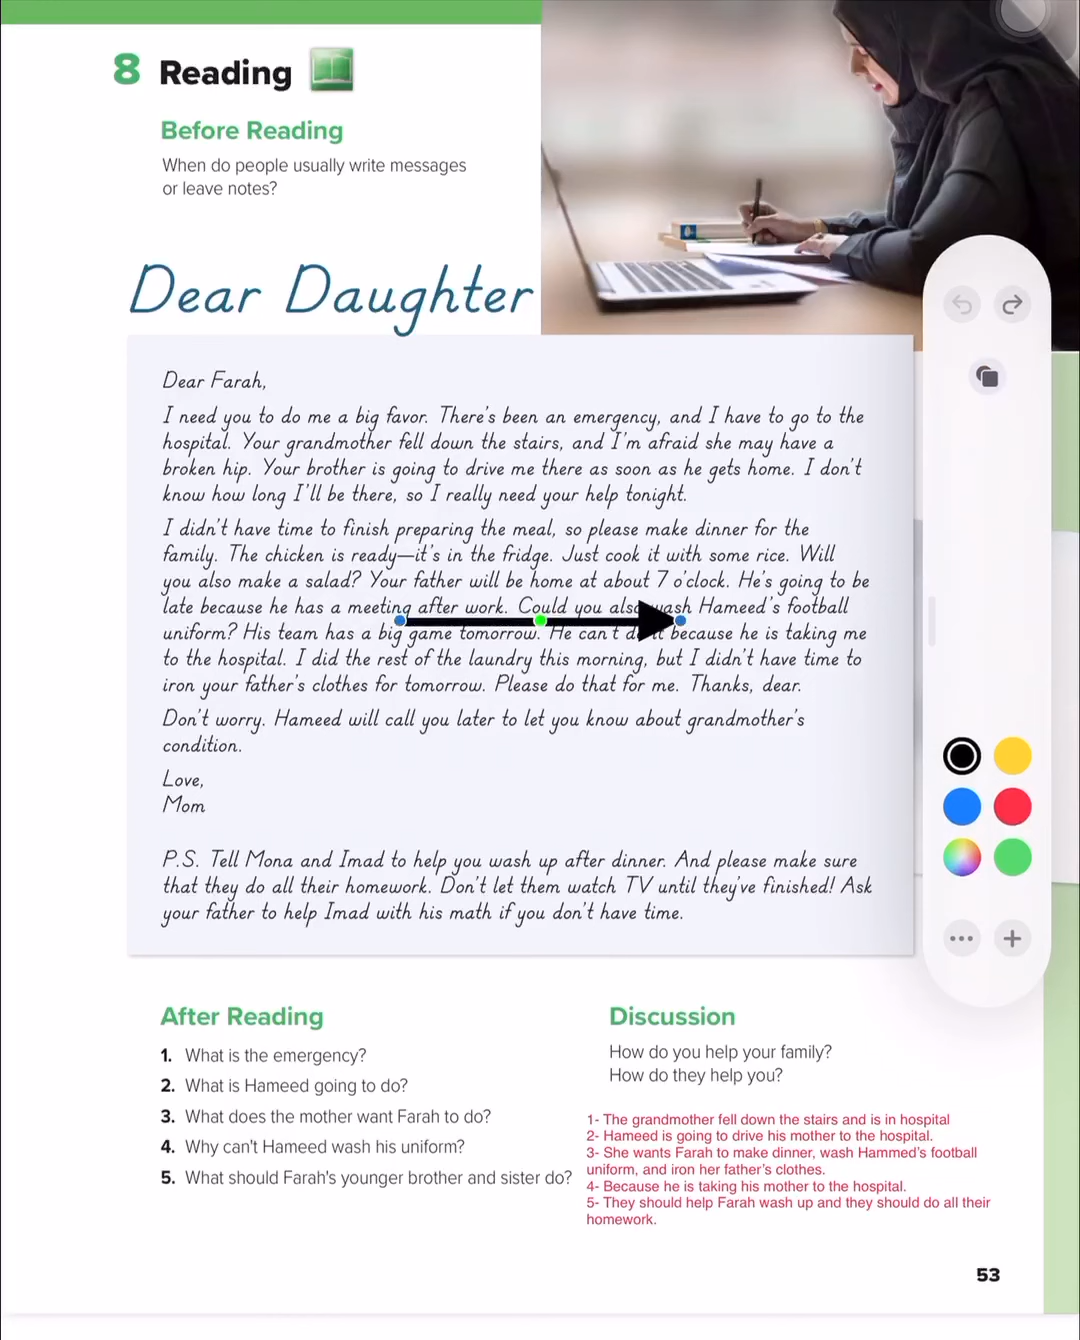 8 Reading
Before Reading
When do people usually write messages
or leave notes?
Dear Daughter
Dear Farah,
I need you to do me a big favor. There's been an emergency, and I have to go to the
hospital. Your grandmother fell down the stairs, and I'm afraid she may have a
broken hip. Your brother is going to drive me there as soon as he gets home. I don't
know how long I'll be there, so I really need your help tonight.
I didn't have time to finish preparing the meal, so please make dinner for the
family. The chicken is ready—it's in the fridge. Just cook it with some rice. Will
you also make a salad? Your father will be home at about 7 o'clock. He's going to be
late because he has a meeting after work. Could you also wash Hameed's football
uniform? His team has a big game tomorrow. He can't do it because he is taking me
to the hospital. I did the rest of the laundry this morning, but I didn't have time to
iron your father's clothes for tomorrow. Please do that for me. Thanks, dear.
Don't worry. Hameed will call you later to let you know about grandmother's
condition.
Love,
Mom
P.S. Tell Mona and Imad to help you wash up after dinner. And please make sure
that they do all their homework. Don't let them watch TV until they've finished! Ask
your father to help Imad with his math if you don't have time.
After Reading
1. What is the emergency?
2. What is Hameed going to do?
3. What does the mother want Farah to do?
4. Why can't Hameed wash his uniform?
5. What should Farah's younger brother and sister do?
Discussion
How do you help your family?
How do they help you?
1- The grandmother fell down the stairs and is in hospital
2- Hameed is going to drive his mother to the hospital.
3- She wants Farah to make dinner, wash Hammed's football
uniform, and iron her father's clothes.
4- Because he is taking his mother to the hospital.
5- They should help Farah wash up and they should do all their
homework.
53